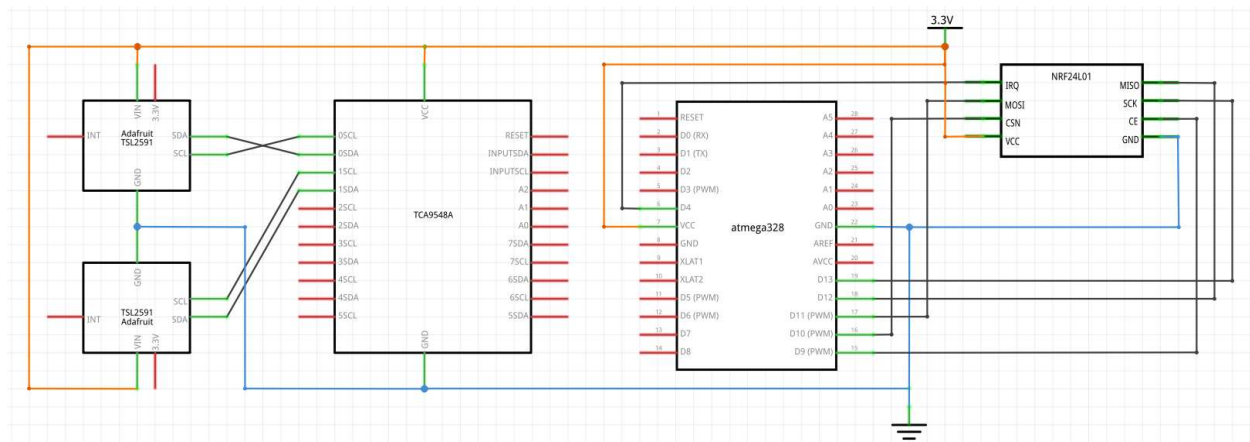 3.3V
VIN
3.3V
INT
Adafruit
TSL2591
SDA
SCL
GND
GND
TSL2591
Adafruit
SCL
SDA
INT
VIN
3.3V
VCC
0SCL
0SDA
1SCL
1SDA
2SCL
2SDA
3SCL
3SDA
4SCL
4SDA
5SCL
TCA9548A
RESET
INPUTSDA
INPUTSCL
A2
A1
A0
7SDA
7SCL
6SDA
6SCL
5SDA
GND
1 RESET
2 D0 (RX)
3 D1 (TX)
4 D2
5 D3 (PWM)
6 D4
7 VCC
8 GND
9 XLAT1
10 XLAT2
11 D5 (PWM)
12 D6 (PWM)
13 D7
14 D8
atmega328
A5 28
A4 27
A3 26
A2 25
A1 24
A0 23
GND 22
AREF 21
AVCC 20
D13 19
D12 18
D11 (PWM) 17
D10 (PWM) 16
D9 (PWM) 15
NRF24L01
IRQ
MOSI
CSN
VCC
MISO
SCK
CE
GND